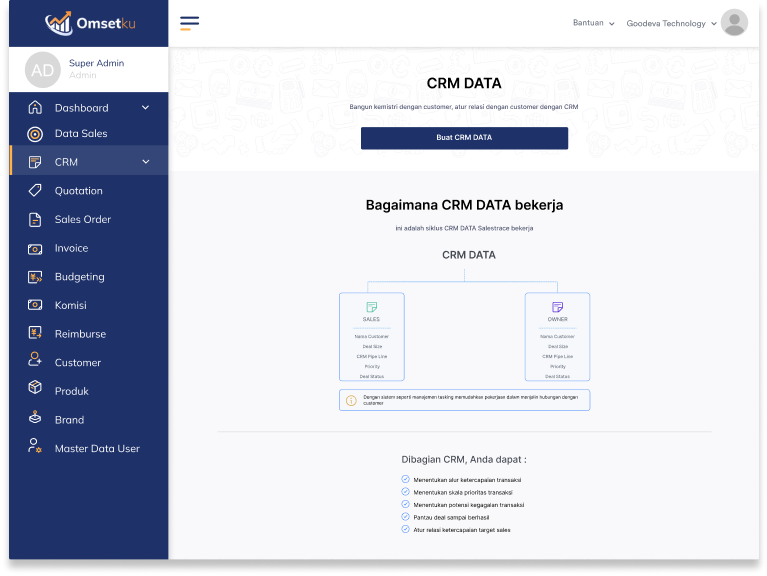 Omsetku
Bantuan
Goodeva Technology
AD
Super Admin
Admin
Dashboard
Data Sales
CRM
Quotation
Sales Order
Invoice
Budgeting
Komisi
Reimburse
Customer
Produk
Brand
Master Data User
CRM DATA
Bangun kemistri dengan customer, atur relasi dengan customer dengan CRM
Buat CRM DATA
Bagaimana CRM DATA bekerja
ini adalah siklus CRM DATA Salestrace bekerja
CRM DATA
SALES
Nama Customer
Deal Size
CRM Pipe Line
Priority
Deal Status
OWNER
Nama Customer
Deal Size
CRM Pipe Line
Priority
Deal Status
Dengan sistem seperti manajemen tasking memudahkan pekerjaan dalam menjalin hubungan dengan
customer
Dibagian CRM, Anda dapat :
Menentukan alur ketercapaian transaksi
Menentukan skala prioritas transaksi
Menentukan potensi kegagalan transaksi
Pantau deal sampai berhasil
Atur relasi ketercapaian target sales